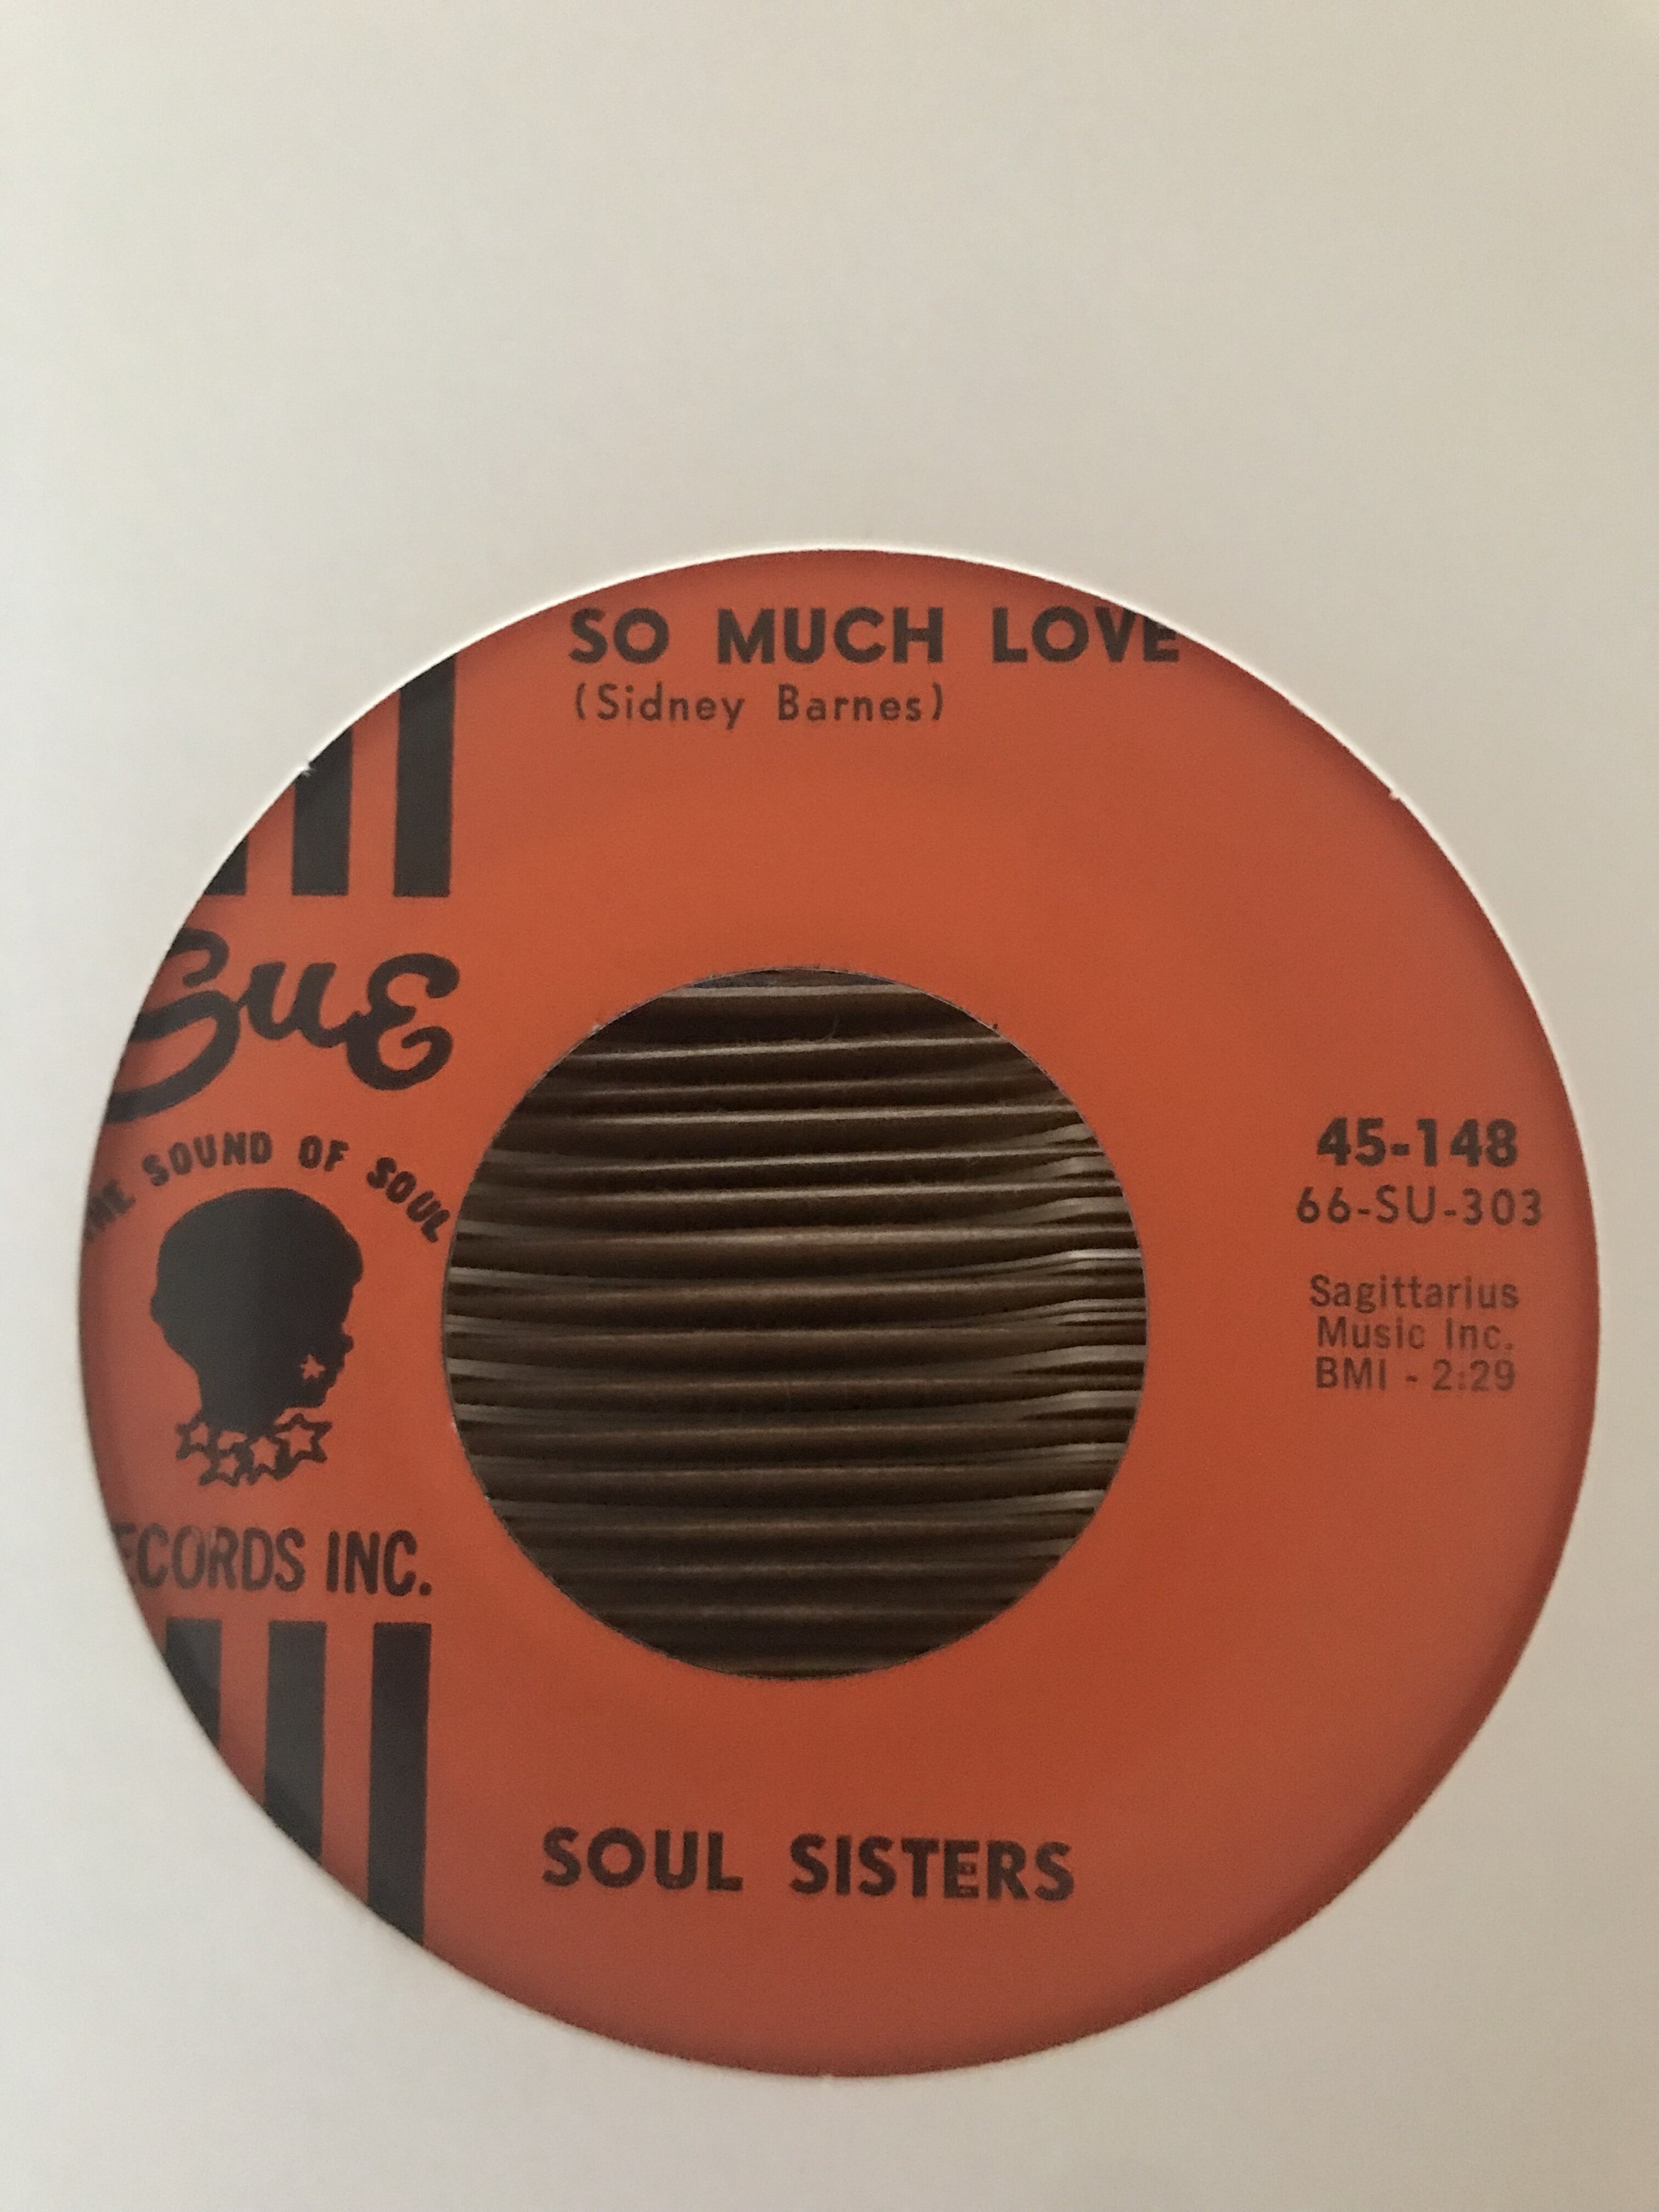 SO MUCH LOVE
(Sidney Barnes)
Sue
THE SOUND OF SOUL
ECORDS INC.
45-148
66-SU-303
Sagittarius
Music Inc.
BMI - 2:29
SOUL SISTERS